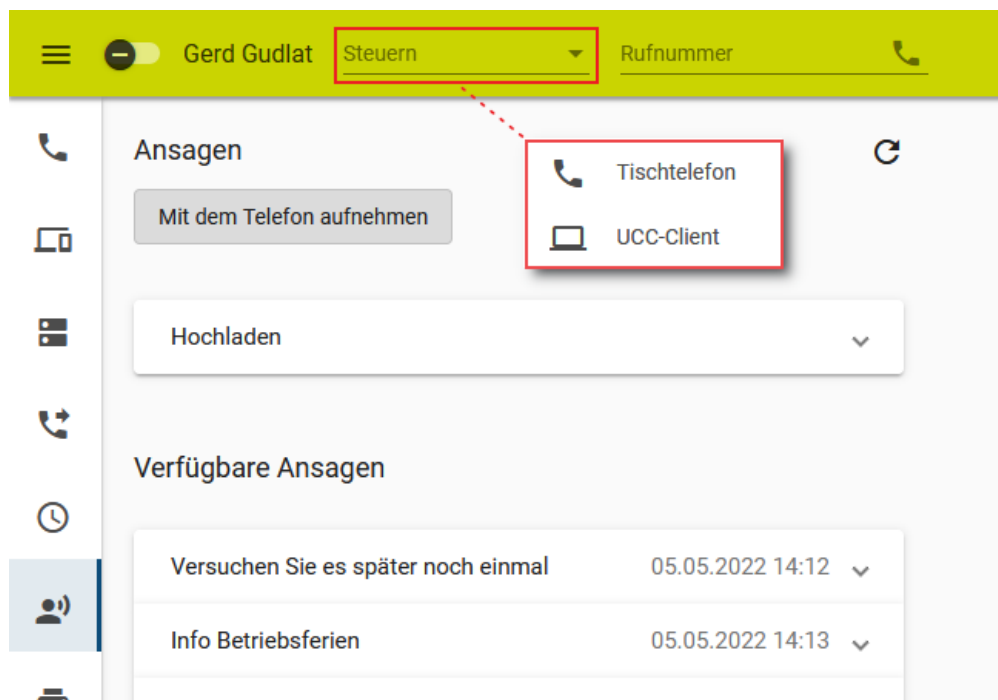 Gerd Gudlat
Steuern
Rufnummer
Ansagen
Tischtelefon
Mit dem Telefon aufnehmen
UCC-Client
Hochladen
Verfügbare Ansagen
Versuchen Sie es später noch einmal 05.05.2022 14:12
Info Betriebsferien 05.05.2022 14:13